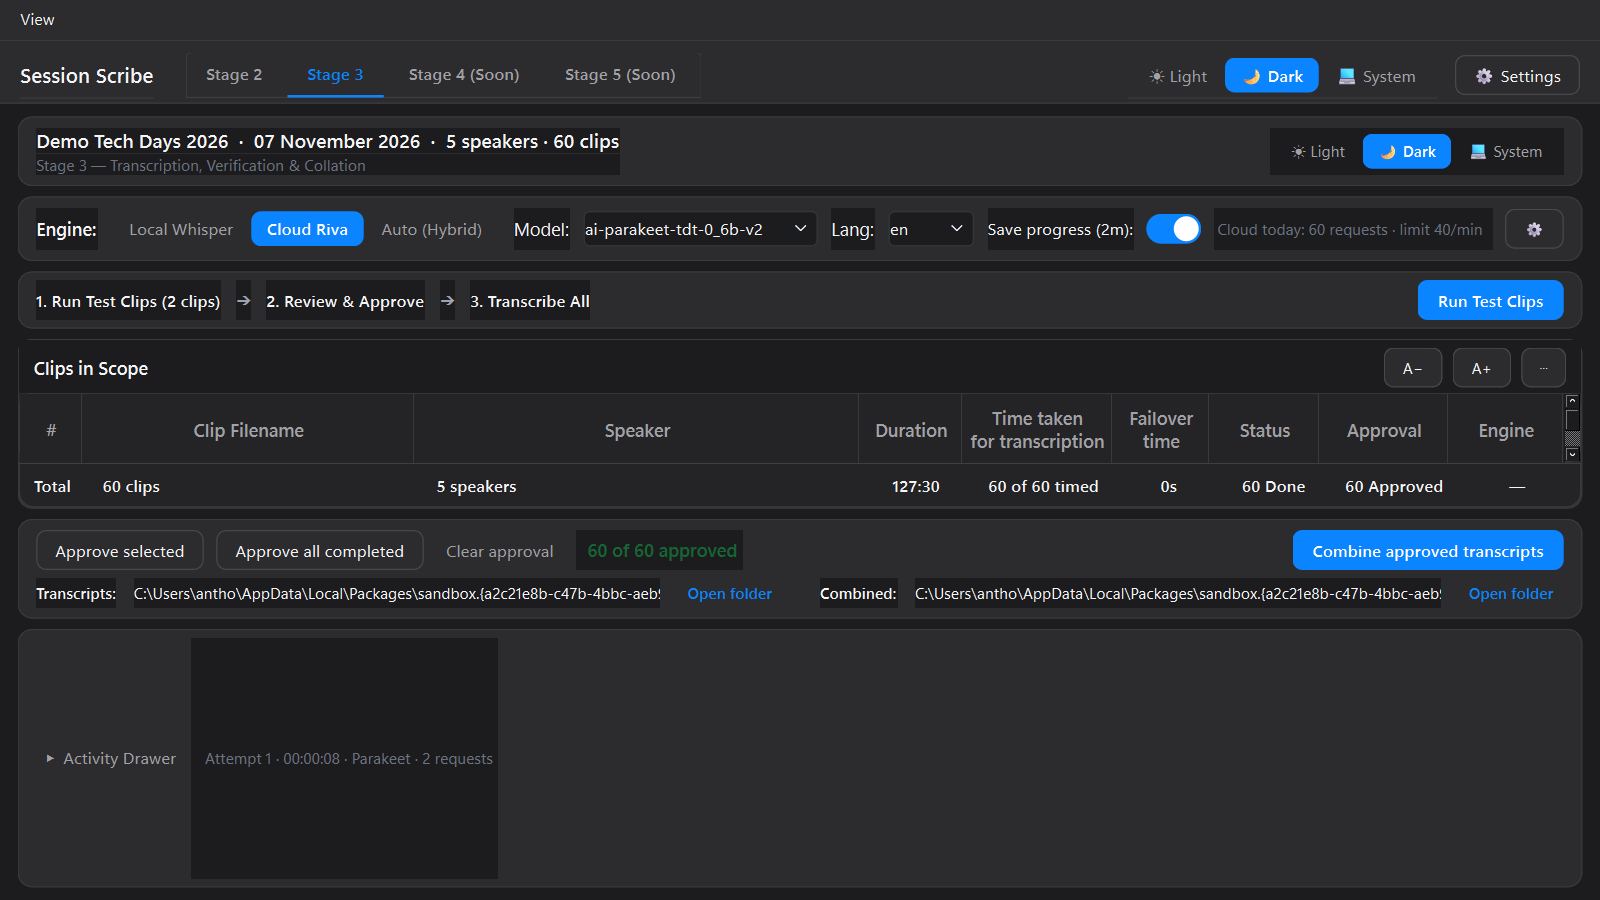 View
Session Scribe
Stage 2
Stage 3
Stage 4 (Soon)
Stage 5 (Soon)
Light
Dark
System
Settings
Demo Tech Days 2026 · 07 November 2026 · 5 speakers · 60 clips
Stage 3 — Transcription, Verification & Collation
Light
Dark
System
Engine:
Local Whisper
Cloud Riva
Auto (Hybrid)
Model:
ai-parakeet-tdt-0_6b-v2
Lang:
en
Save progress (2m):
Cloud today: 60 requests · limit 40/min
1. Run Test Clips (2 clips)
→
2. Review & Approve
→
3. Transcribe All
Run Test Clips
Clips in Scope
A−
A+
...
#
Clip Filename
Speaker
Duration
Time taken
for transcription
Failover
time
Status
Approval
Engine
Total
60 clips
5 speakers
127:30
60 of 60 timed
0s
60 Done
60 Approved
—
Approve selected
Approve all completed
Clear approval
60 of 60 approved
Combine approved transcripts
Transcripts:
C:\Users\antho\AppData\Local\Packages\sandbox.{a2c21e8b-c47b-4bbc-aeb9
Open folder
Combined:
C:\Users\antho\AppData\Local\Packages\sandbox.{a2c21e8b-c47b-4bbc-aeb9
Open folder
Activity Drawer
Attempt 1 · 00:00:08 · Parakeet · 2 requests